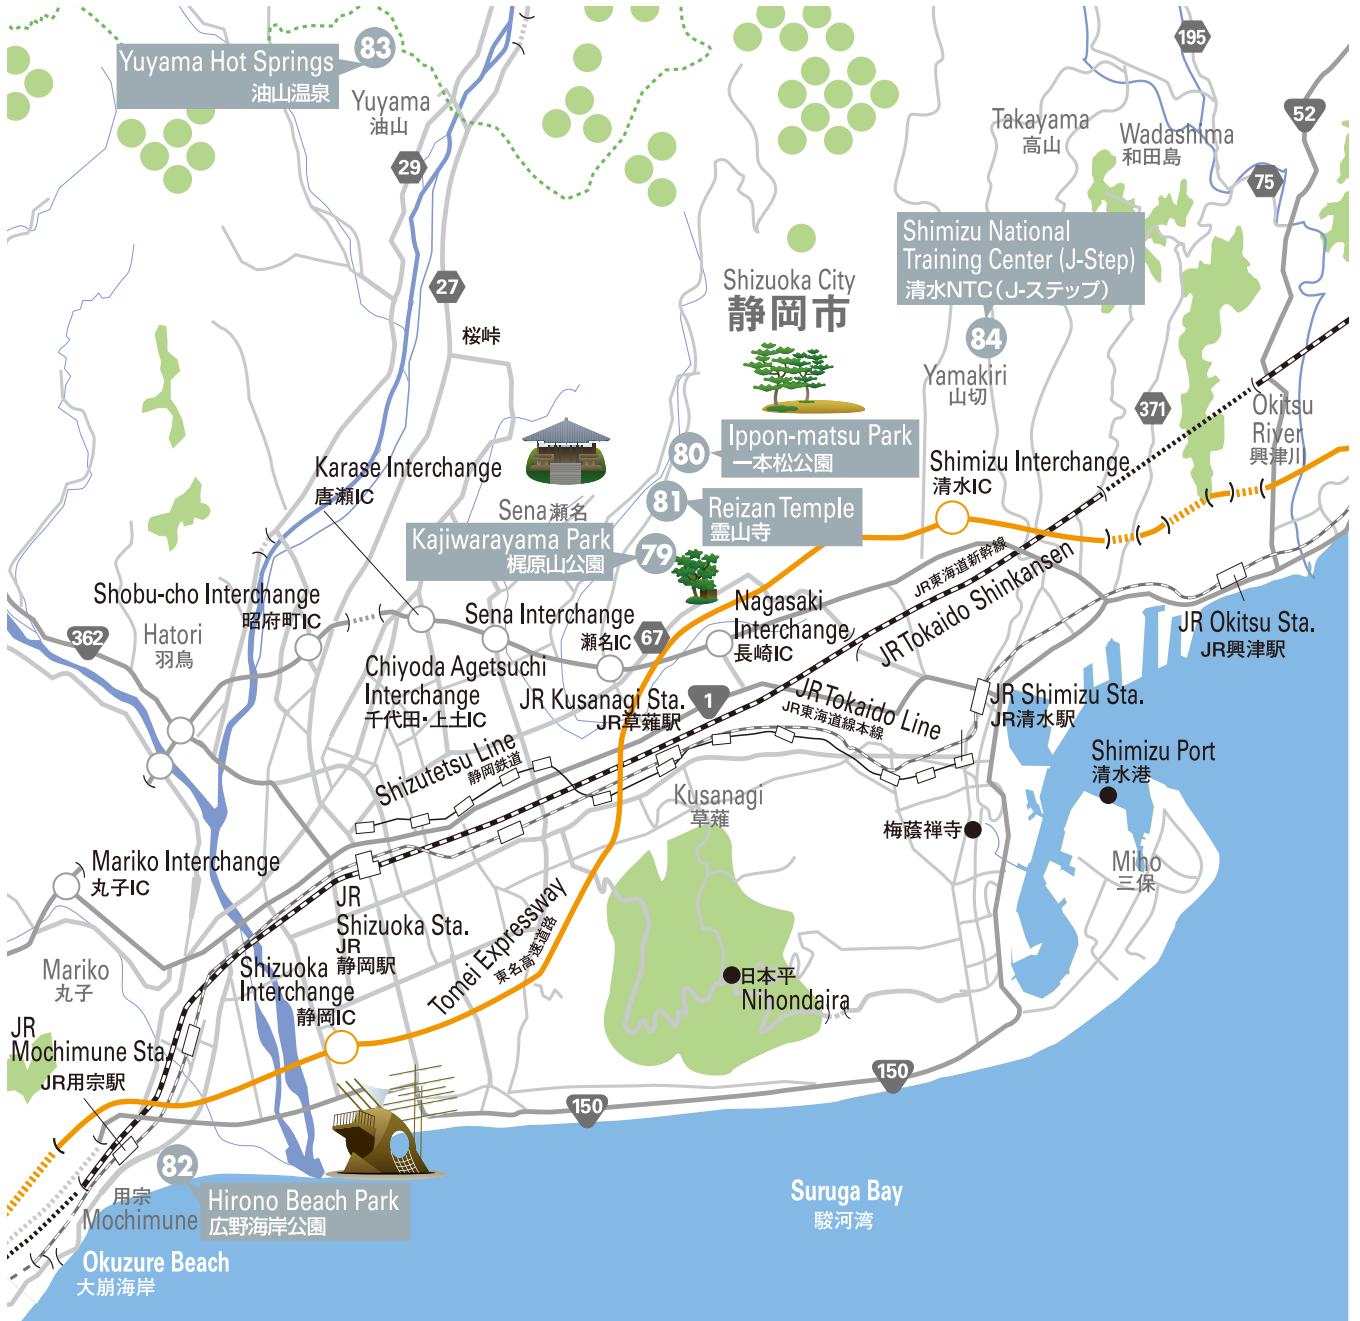 83
Yuyama Hot Springs
油山温泉
Yuyama
油山
29
27
桜峠
195
52
Takayama
高山
Wadashima
和田島
75
Shimizu National
Training Center (J-Step)
清水NTC(J-ステップ)
84
Yamakiri
山切
371
Shizuoka City
静岡市
Okitsu
River
興津川
80
Ippon-matsu Park
一本松公園
Karase Interchange
唐瀬IC
Shimizu Interchange
清水IC
81
Reizan Temple
霊山寺
Sena瀬名
Kajiwarayama Park
梶原山公園
79
JR東海道新幹線
JR Tokaido Shinkansen
Shobu-cho Interchange
昭府町IC
362
Hatori
羽鳥
Sena Interchange
瀬名IC
67
Nagasaki
Interchange
長崎IC
JR Okitsu Sta.
JR興津駅
Chiyoda Agetsuchi
Interchange
千代田・上土IC
JR Kusanagi Sta.
JR草薙駅
1
JR Tokaido Line
JR東海道線本線
JR Shimizu Sta.
JR清水駅
Shizutetsu Line
静岡鉄道
Shimizu Port
清水港
Kusanagi
草薙
梅蔭禅寺
Miho
三保
Mariko Interchange
丸子IC
JR
Shizuoka Sta.
JR
静岡駅
Mariko
丸子
Shizuoka
Interchange
静岡IC
Tomei Expressway
東名高速道路
日本平
Nihondaira
JR
Mochimune Sta.
JR用宗駅
150
150
82
Hirono Beach Park
広野海岸公園
用宗
Mochimune
Suruga Bay
駿河湾
Okuzure Beach
大崩海岸